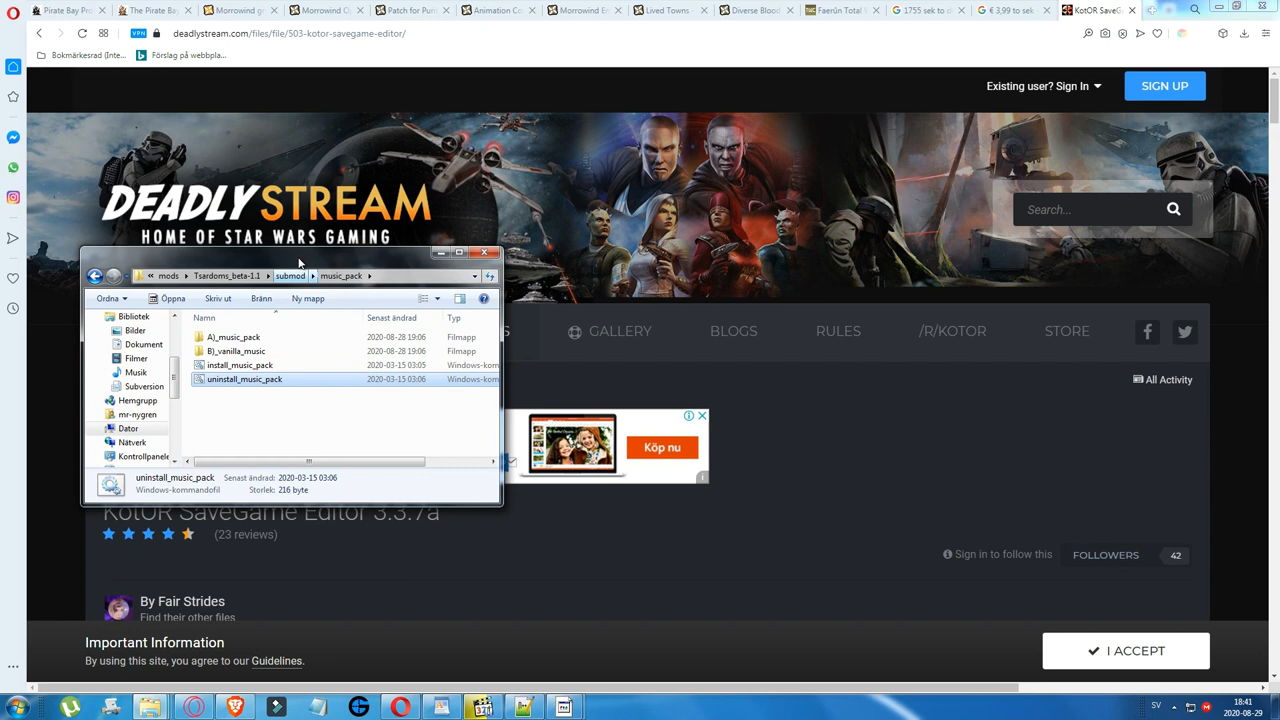 Pirate Bay Pro
The Pirate Ba
Morrowind g
Morrowind O
Patch for Pur
Animation Co
Morrowind E
Lived Towns -
Diverse Blood
Faerûn Total
1755 sek to d
€ 3,99 to sek
KotOR SaveG
VPN
deadlystream.com/files/file/503-kotor-savegame-editor/
Bokmärkesrad (Inte...
Förslag på webbpla...
Existing user? Sign In
SIGN UP
DEADLYSTREAM
HOME OF STAR WARS GAMING
Search...
GALLERY
BLOGS
RULES
/R/KOTOR
STORE
All Activity
mods
Tsardoms_beta-1.1
submod
music_pack
Ordna
Öppna
Skriv ut
Bränn
Ny mapp
Bibliotek
Bilder
Dokument
Filmer
Musik
Subversion
Hemgrupp
mr-nygren
Dator
Nätverk
Kontrollpanele
Namn
Senast ändrad
Typ
A)_music_pack
2020-08-28 19:06
Filmapp
B)_vanilla_music
2020-08-28 19:06
Filmapp
install_music_pack
2020-03-15 03:05
Windows-kom
uninstall_music_pack
2020-03-15 03:06
Windows-kom
uninstall_music_pack
Senast ändrad: 2020-03-15 03:06
Windows-kommandofil
Storlek: 216 byte
Köp nu
KotOR SaveGame Editor 3.3.7a
(23 reviews)
Sign in to follow this
FOLLOWERS
42
By Fair Strides
Find their other files
Important Information
By using this site, you agree to our Guidelines.
I ACCEPT
SV
18:41
2020-08-29